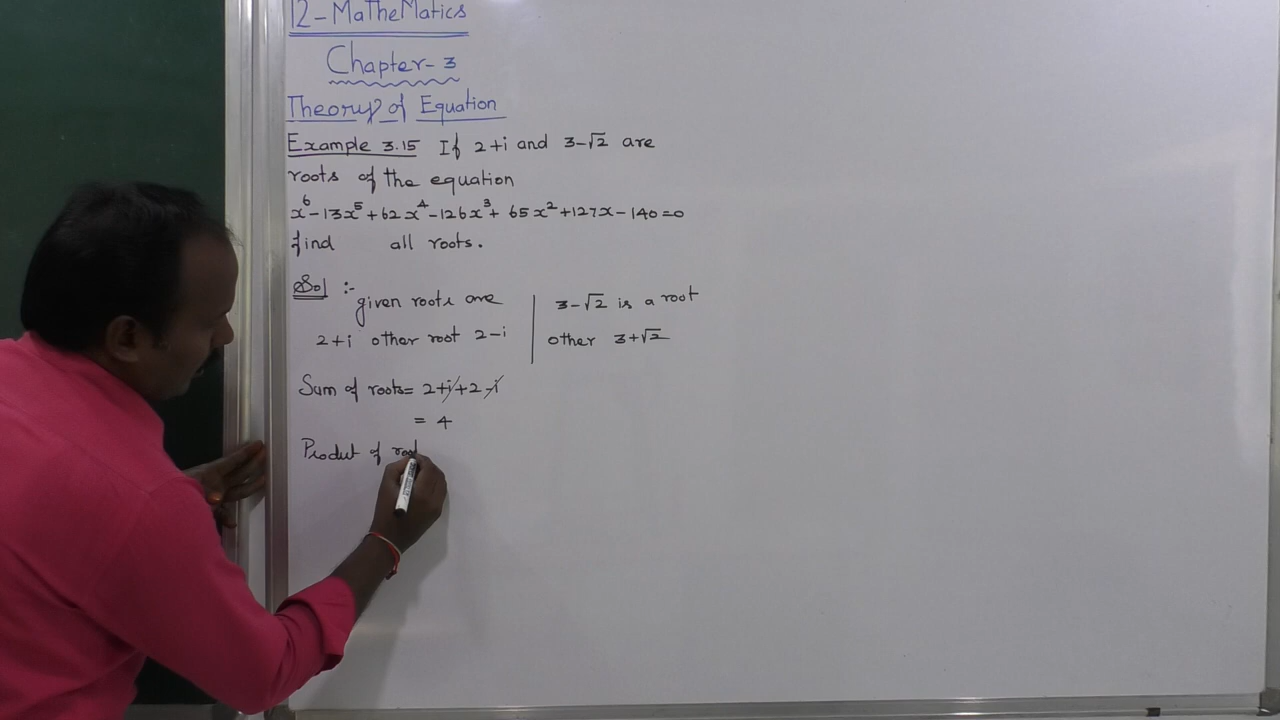 12-MaTheMatics
Chapter-3
Theory of Equation
Example 3.15 If 2+i and 3-√2 are
roots of the equation
x⁶-13x⁵+62x⁴-126x³+65x²+127x-140=0
find all roots.
Sol :-
given roots are
2+i other root 2-i
3-√2 is a root
other 3+√2
Sum of roots= 2+i+2-i
= 4
Produt of root